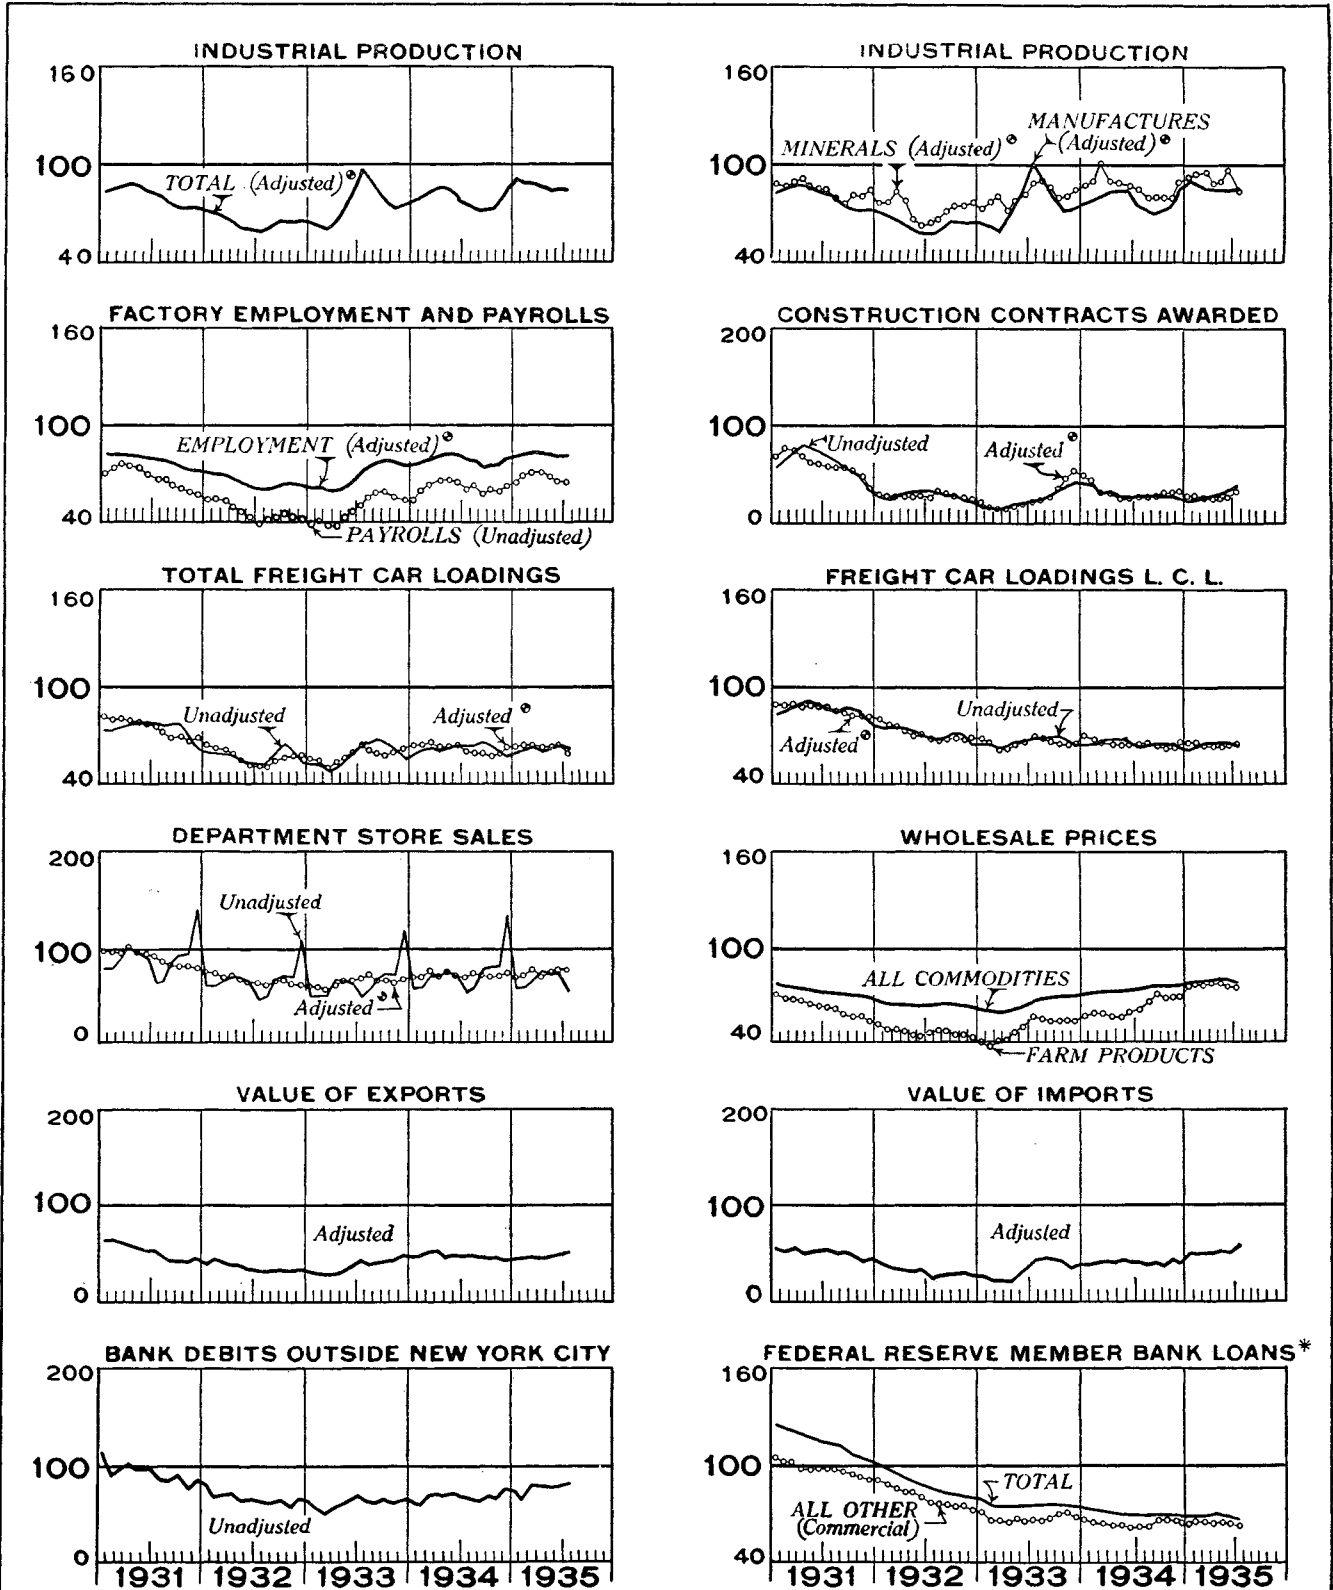 INDUSTRIAL PRODUCTION
160
100
40
TOTAL (Adjusted)
INDUSTRIAL PRODUCTION
160
100
40
MANUFACTURES
(Adjusted)
MINERALS (Adjusted)
FACTORY EMPLOYMENT AND PAYROLLS
160
100
40
EMPLOYMENT (Adjusted)
PAYROLLS (Unadjusted)
CONSTRUCTION CONTRACTS AWARDED
200
100
0
Unadjusted
Adjusted
TOTAL FREIGHT CAR LOADINGS
160
100
40
Unadjusted
Adjusted
FREIGHT CAR LOADINGS L. C. L.
160
100
40
Unadjusted
Adjusted
DEPARTMENT STORE SALES
200
100
0
Unadjusted
Adjusted
WHOLESALE PRICES
160
100
40
ALL COMMODITIES
FARM PRODUCTS
VALUE OF EXPORTS
200
100
0
Adjusted
VALUE OF IMPORTS
200
100
0
Adjusted
BANK DEBITS OUTSIDE NEW YORK CITY
200
100
0
Unadjusted
1931 1932 1933 1934 1935
FEDERAL RESERVE MEMBER BANK LOANS*
160
100
40
TOTAL
ALL OTHER
(Commercial)
1931 1932 1933 1934 1935